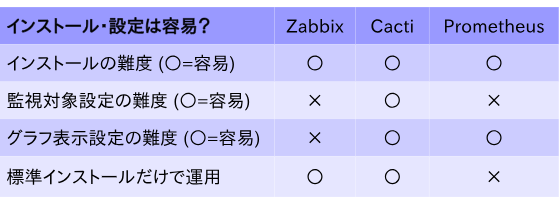 インストール・設定は容易? Zabbix Cacti Prometheus
インストールの難度 (〇=容易) 〇 〇 〇
監視対象設定の難度 (〇=容易) × 〇 ×
グラフ表示設定の難度 (〇=容易) × 〇 〇
標準インストールだけで運用 〇 〇 ×